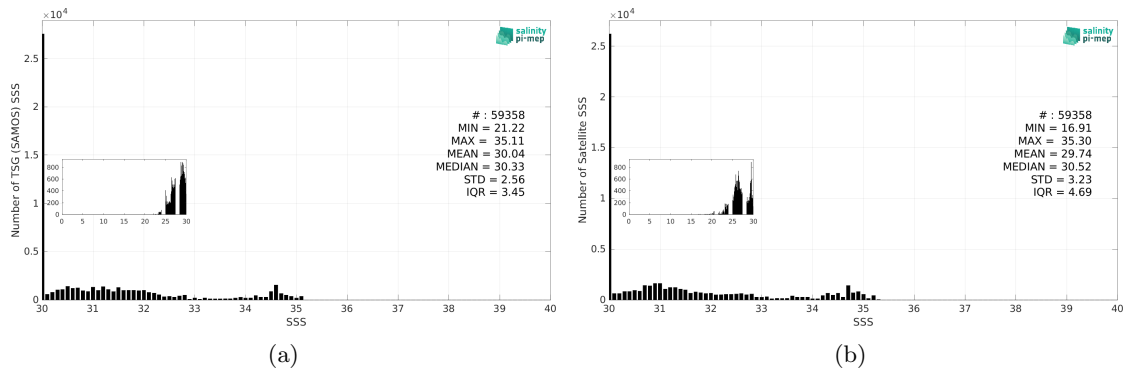 ×10⁴
salinity
pi-mep
2.5
2
1.5
1
0.5
0
Number of TSG (SAMOS) SSS
# : 59358
MIN = 21.22
MAX = 35.11
MEAN = 30.04
MEDIAN = 30.33
STD = 2.56
IQR = 3.45
800
600
400
200
0
0 5 10 15 20 25 30
30 31 32 33 34 35 36 37 38 39 40
SSS
(a)
×10⁴
salinity
pi-mep
2.5
2
1.5
1
0.5
0
Number of Satellite SSS
# : 59358
MIN = 16.91
MAX = 35.30
MEAN = 29.74
MEDIAN = 30.52
STD = 3.23
IQR = 4.69
800
600
400
200
0
0 5 10 15 20 25 30
30 31 32 33 34 35 36 37 38 39 40
SSS
(b)